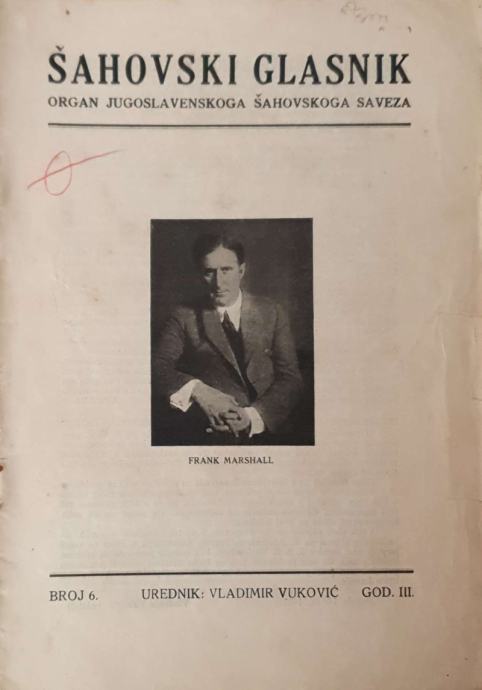 ŠAHOVSKI GLASNIK
ORGAN JUGOSLAVENSKOGA ŠAHOVSKOGA SAVEZA
FRANK MARSHALL
BROJ 6. UREDNIK: VLADIMIR VUKOVIĆ GOD. III.